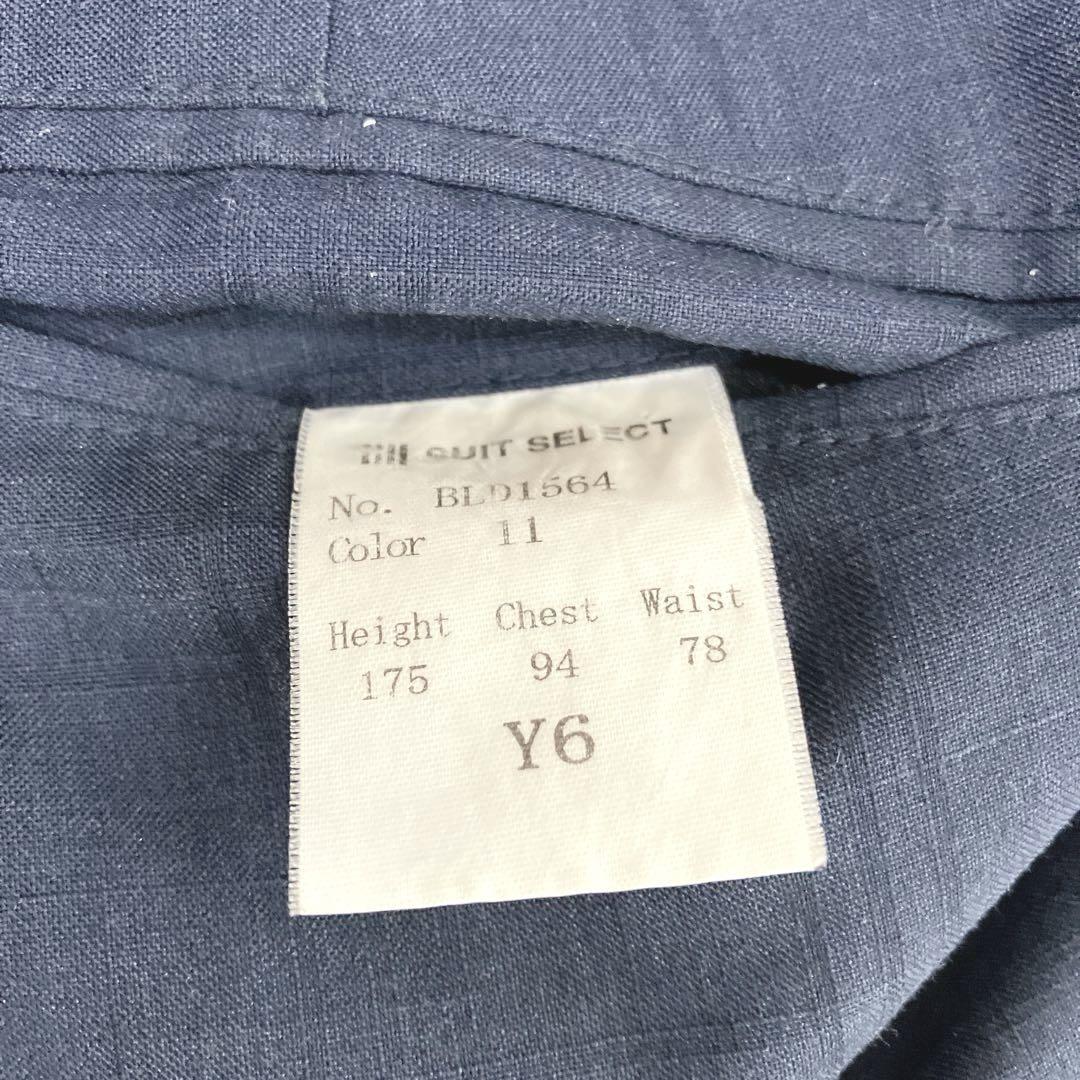 SUIT SELECT
No. BLD1564
Color 11
Height Chest Waist
175 94 78
Y6